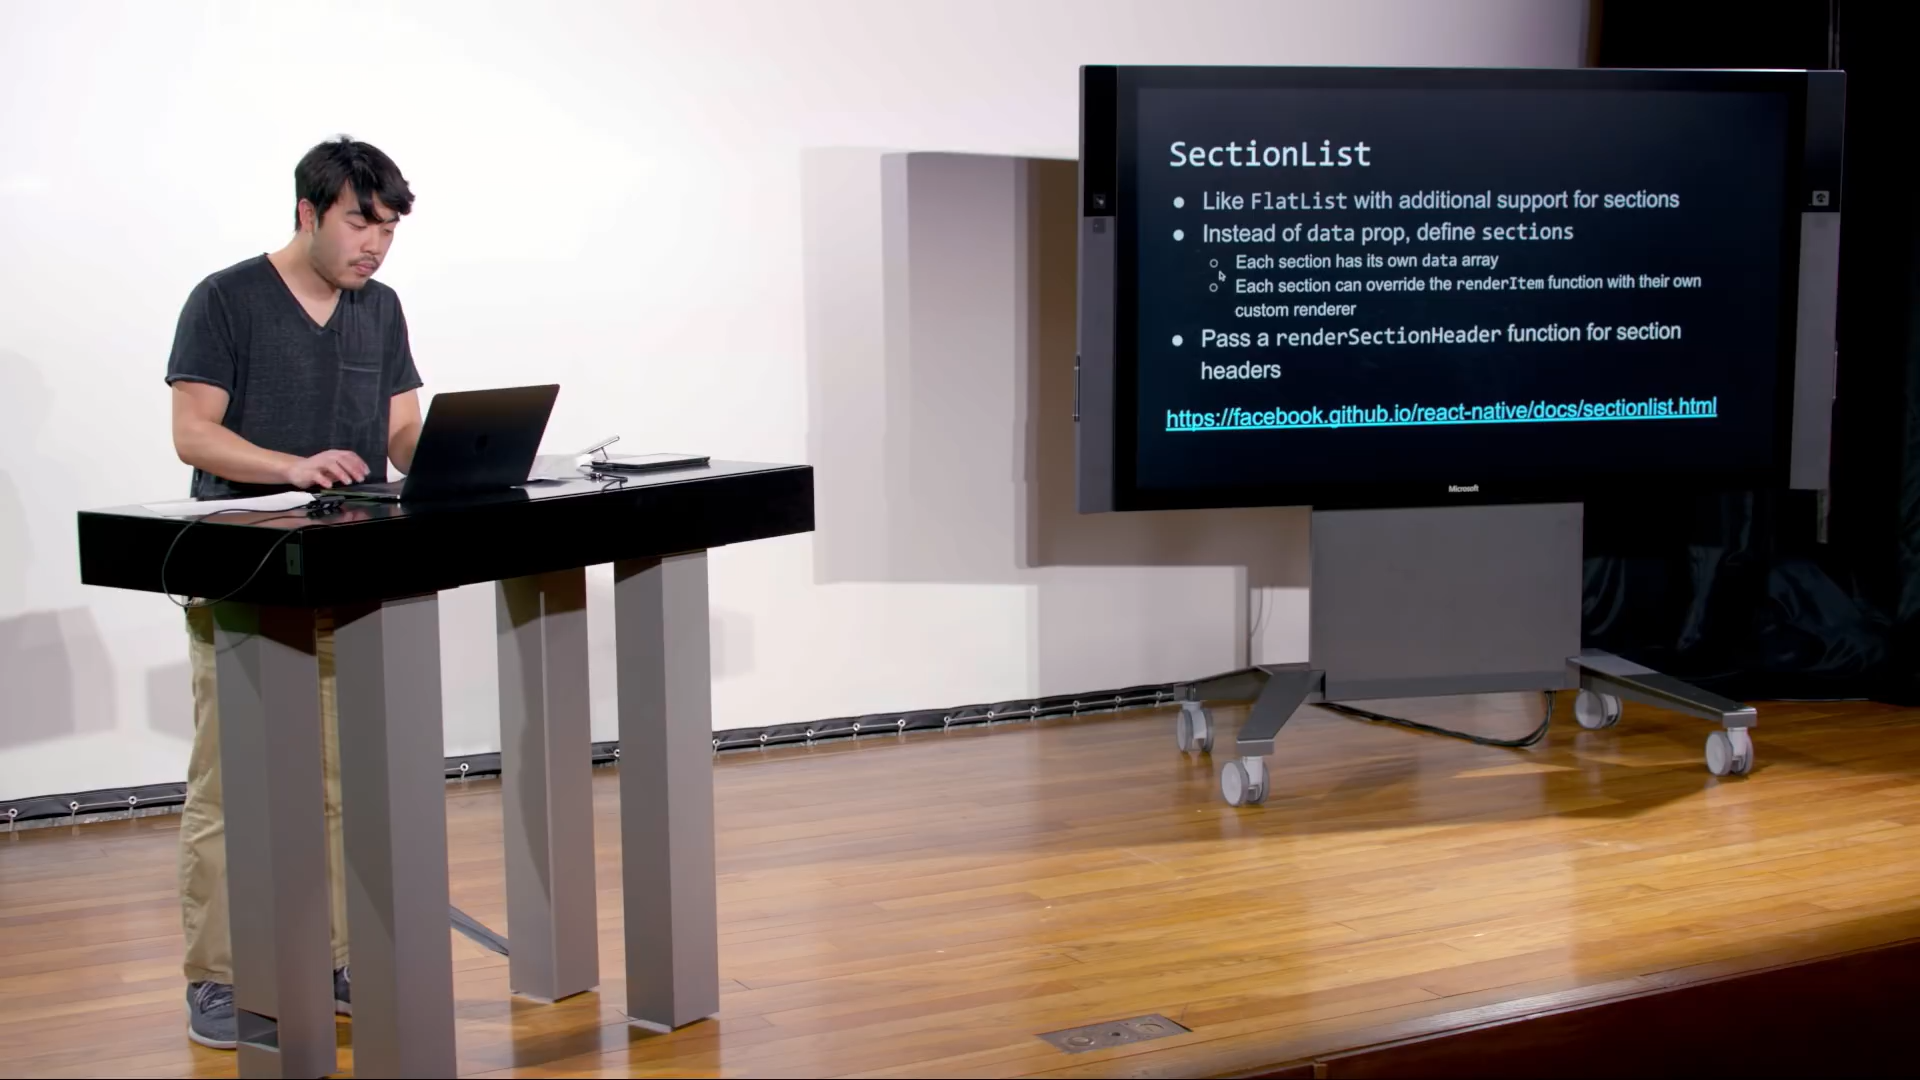 SectionList
● Like FlatList with additional support for sections
● Instead of data prop, define sections
○ Each section has its own data array
○ Each section can override the renderItem function with their own
custom renderer
● Pass a renderSectionHeader function for section
headers
https://facebook.github.io/react-native/docs/sectionlist.html
Microsoft